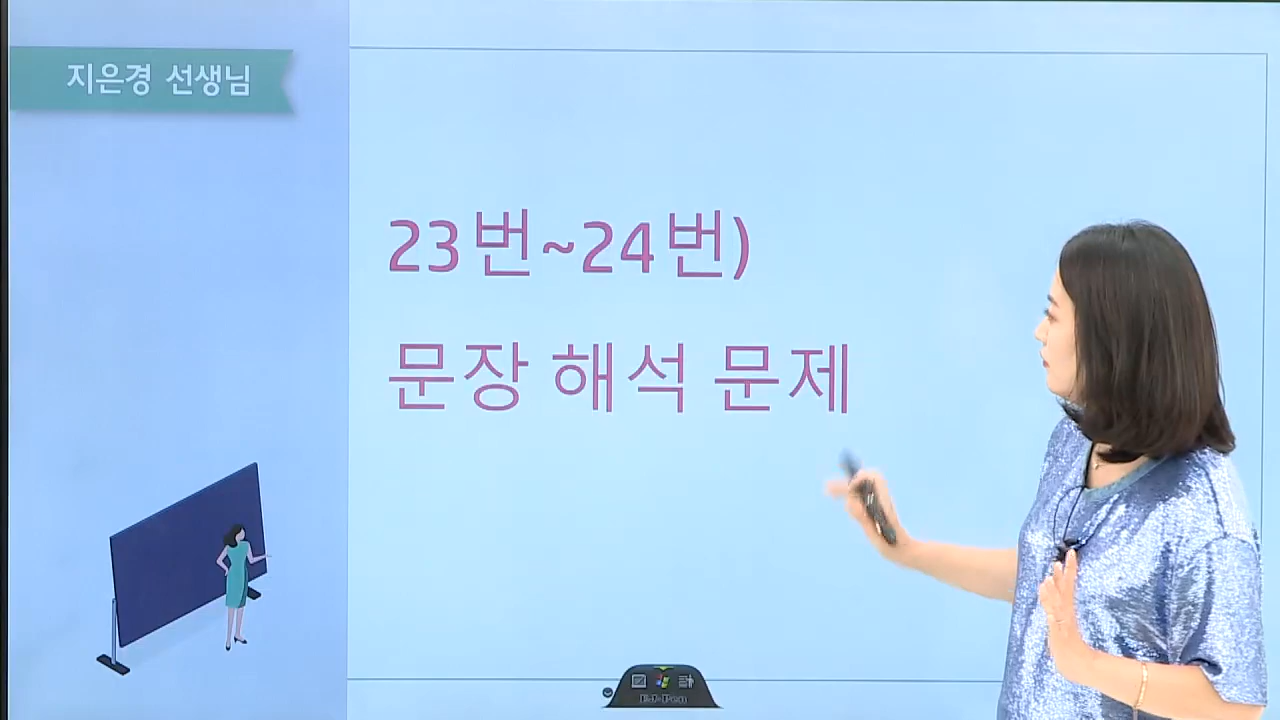 지은경 선생님
23번~24번)
문장 해석 문제